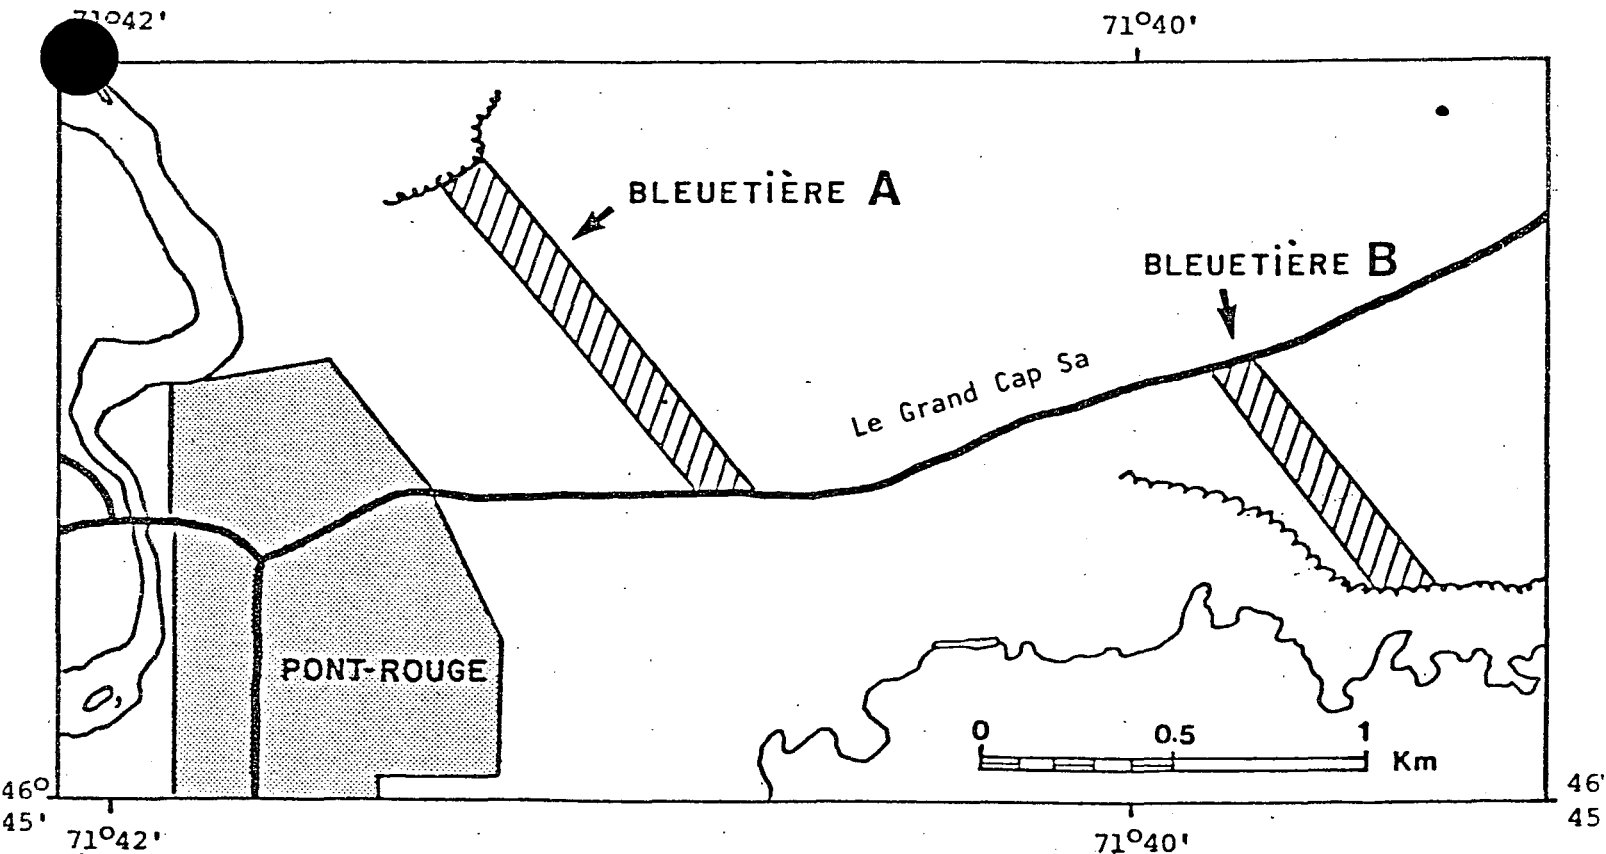 71°42'
71°40'
BLEUETiÈRE A
BLEUETiÈRE B
Le Grand Cap Sa
PONT-ROUGE
0 0.5 1
Km
46°
45'
46'
45
71°42'
71°40'